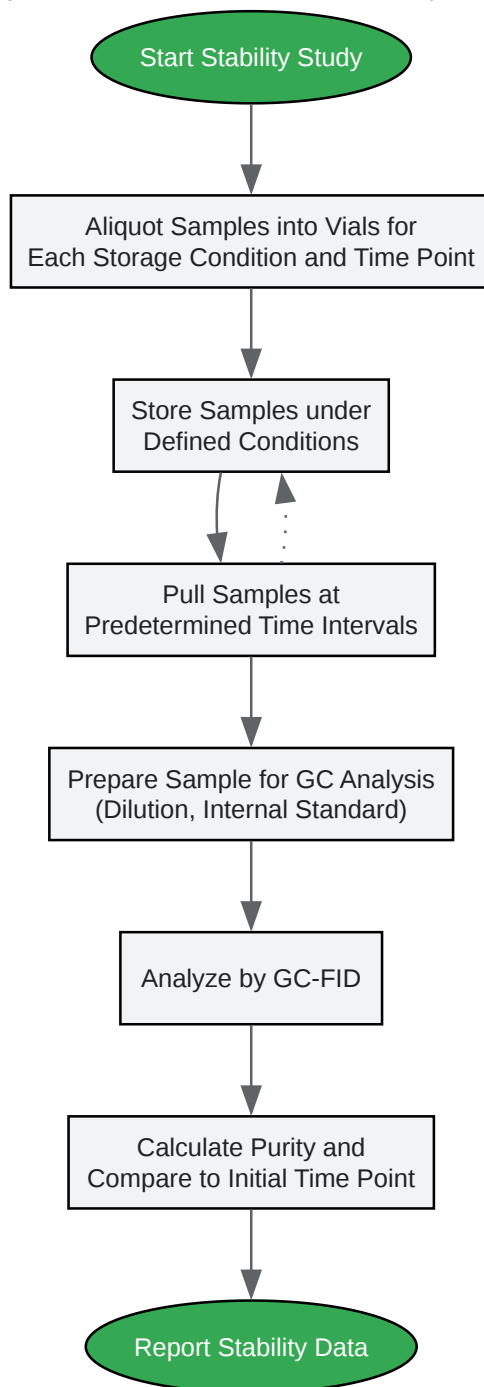 Start Stability Study
Aliquot Samples into Vials for
Each Storage Condition and Time Point
Store Samples under
Defined Conditions
Pull Samples at
Predetermined Time Intervals
Prepare Sample for GC Analysis
(Dilution, Internal Standard)
Analyze by GC-FID
Calculate Purity and
Compare to Initial Time Point
Report Stability Data